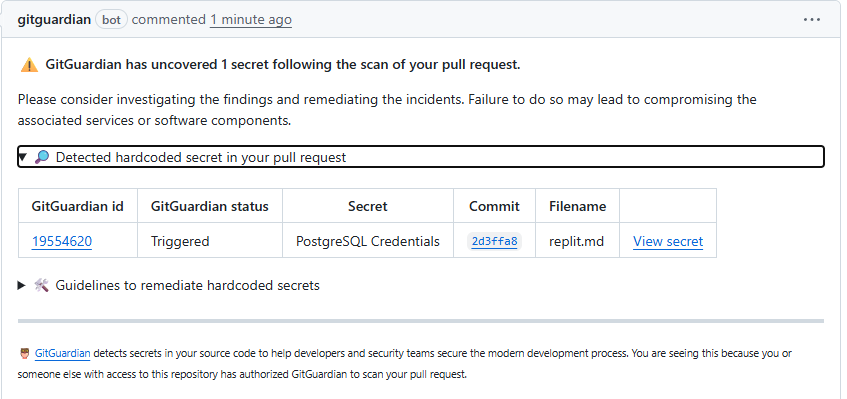 gitguardian bot commented 1 minute ago ...
GitGuardian has uncovered 1 secret following the scan of your pull request.
Please consider investigating the findings and remediating the incidents. Failure to do so may lead to compromising the
associated services or software components.
Detected hardcoded secret in your pull request
GitGuardian id GitGuardian status Secret Commit Filename
19554620 Triggered PostgreSQL Credentials 2d3ffa8 replit.md View secret
Guidelines to remediate hardcoded secrets
GitGuardian detects secrets in your source code to help developers and security teams secure the modern development process. You are seeing this because you or
someone else with access to this repository has authorized GitGuardian to scan your pull request.